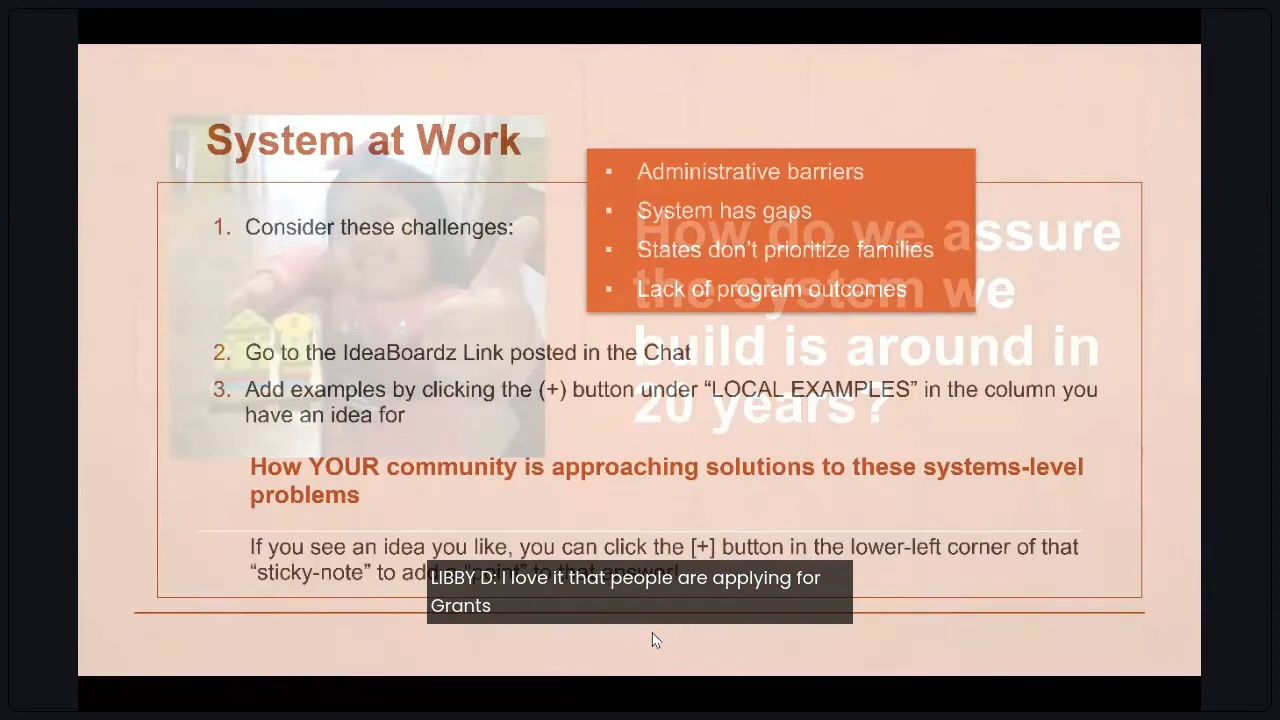 System at Work
▪ Administrative barriers
▪ System has gaps
▪ States don’t prioritize families
▪ Lack of program outcomes
1. Consider these challenges:
How do we assure
the system we
build is around in
20 years?
2. Go to the IdeaBoardz Link posted in the Chat
3. Add examples by clicking the (+) button under “LOCAL EXAMPLES” in the column you
have an idea for
How YOUR community is approaching solutions to these systems-level
problems
If you see an idea you like, you can click the [+] button in the lower-left corner of that
“sticky-note” to add a “point” to that answer!
LIBBY D: I love it that people are applying for
Grants